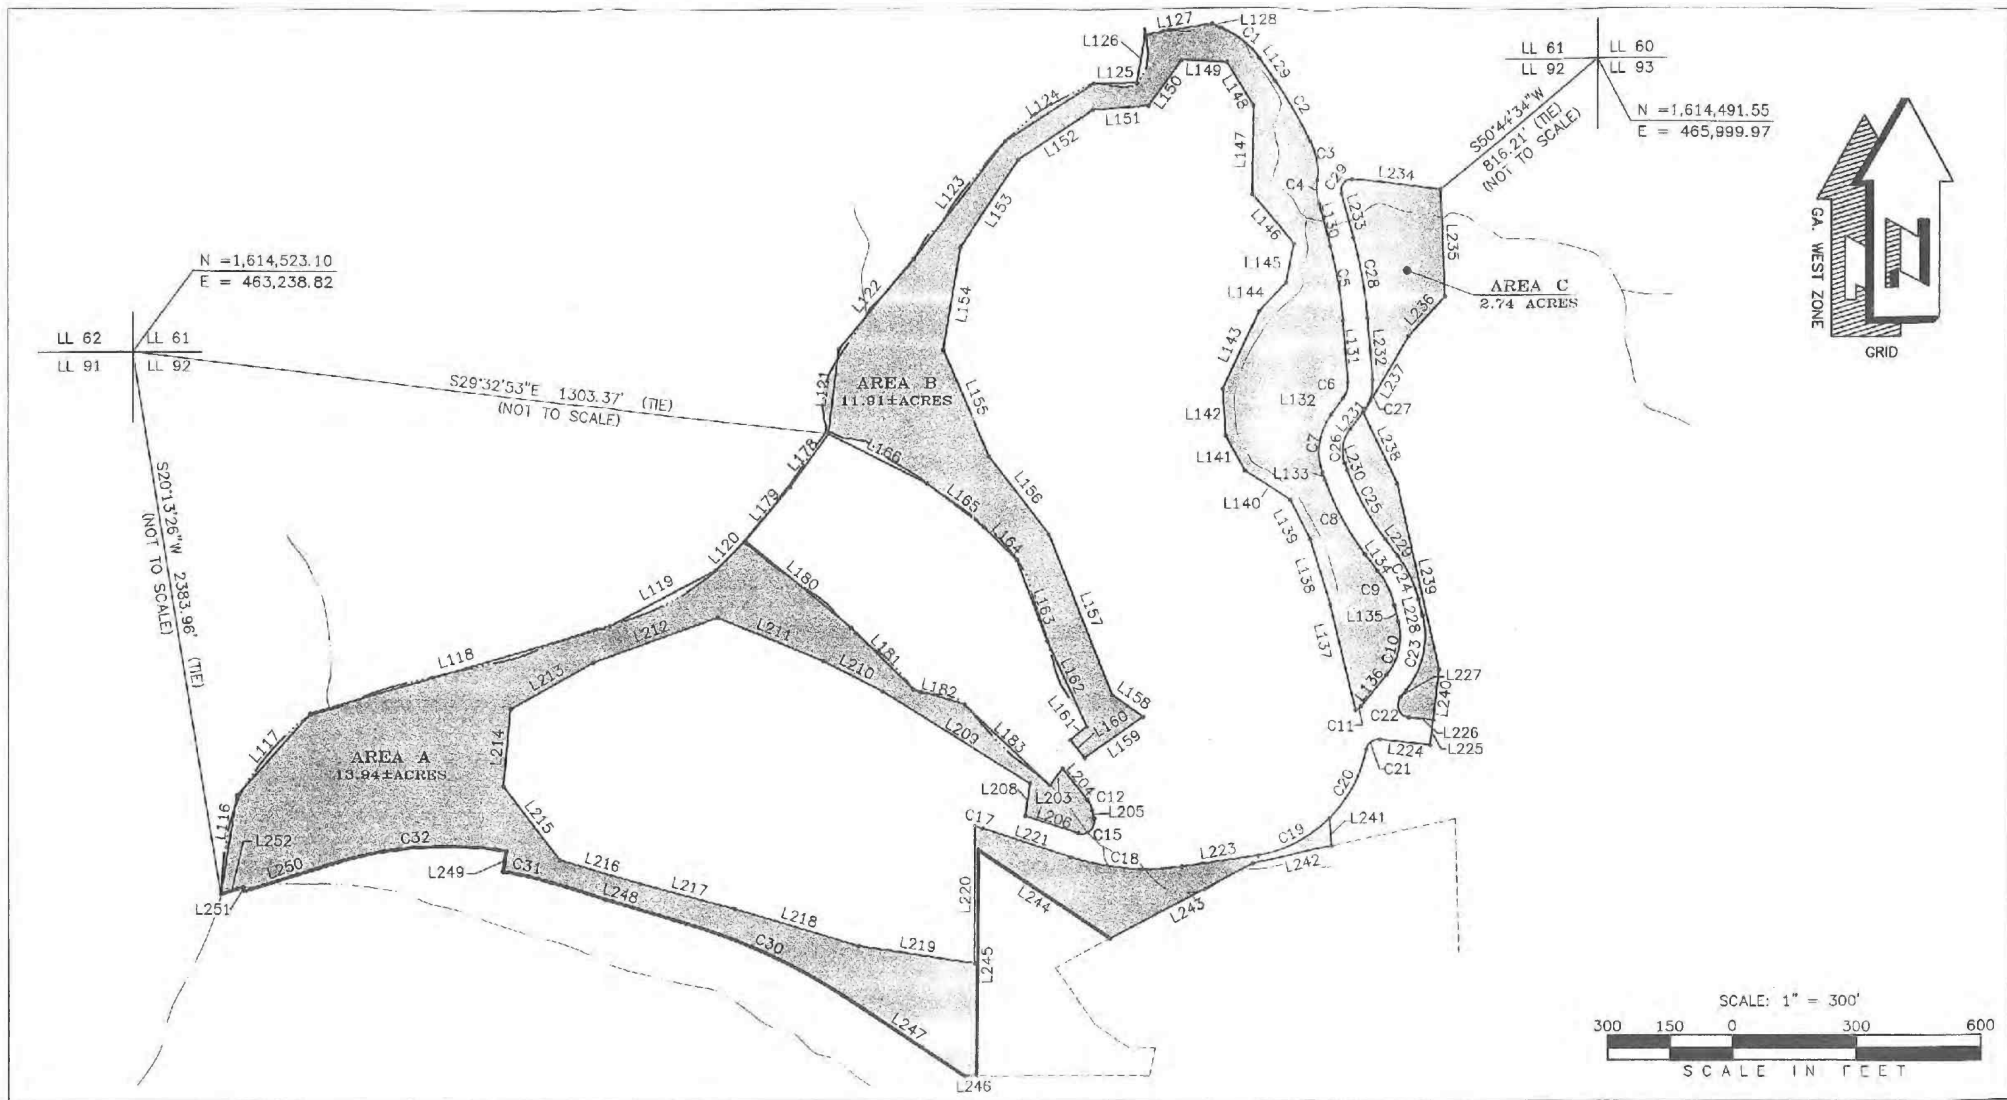 L127
L128
L126
C1
L129
LL 61
LL 60
LL 92
LL 93
L125
L149
L124
L150
L148
C2
N =1,614,491.55
E = 465,999.97
S50°44'34"W
816.21' (TIE)
(NOT TO SCALE)
L151
L152
L147
C3
C29
L234
C4
L123
L153
L233
L130
GA. WEST ZONE
GRID
N =1,614,523.10
E = 463,238.82
L146
L235
L145
C5
C28
AREA C
2.74 ACRES
L144
L122
L154
L236
LL 62
LL 61
LL 91
LL 92
L143
L131
L232
S29°32'53"E 1303.37' (TIE)
(NOT TO SCALE)
L121
AREA B
11.91±ACRES
L155
C6
L132
L237
L142
L231
C27
C7
C26
L178
L166
L238
L141
L133
L230
S20°13'26"W 2383.96' (TIE)
(NOT TO SCALE)
L179
L165
L156
L140
C25
C8
L139
L120
L164
L229
L134
L180
L138
C24
L239
C9
L119
L163
L135
L228
L157
L212
L211
L137
C10
C23
L118
L181
L210
L227
L213
L162
L136
L240
L182
L158
L161
L160
C11
C22
L117
L214
L209
L183
L159
L226
L224
L225
AREA A
13.94±ACRES
C21
L204
L208
L203
C12
C20
L116
L205
L215
L206
C15
C17
L241
L252
C32
L221
C19
L250
L249
C31
L216
C18
L223
L242
L251
L248
L217
L220
L244
L243
L218
C30
L219
L245
L247
L246
SCALE: 1" = 300'
300 150 0 300 600
SCALE IN FEET